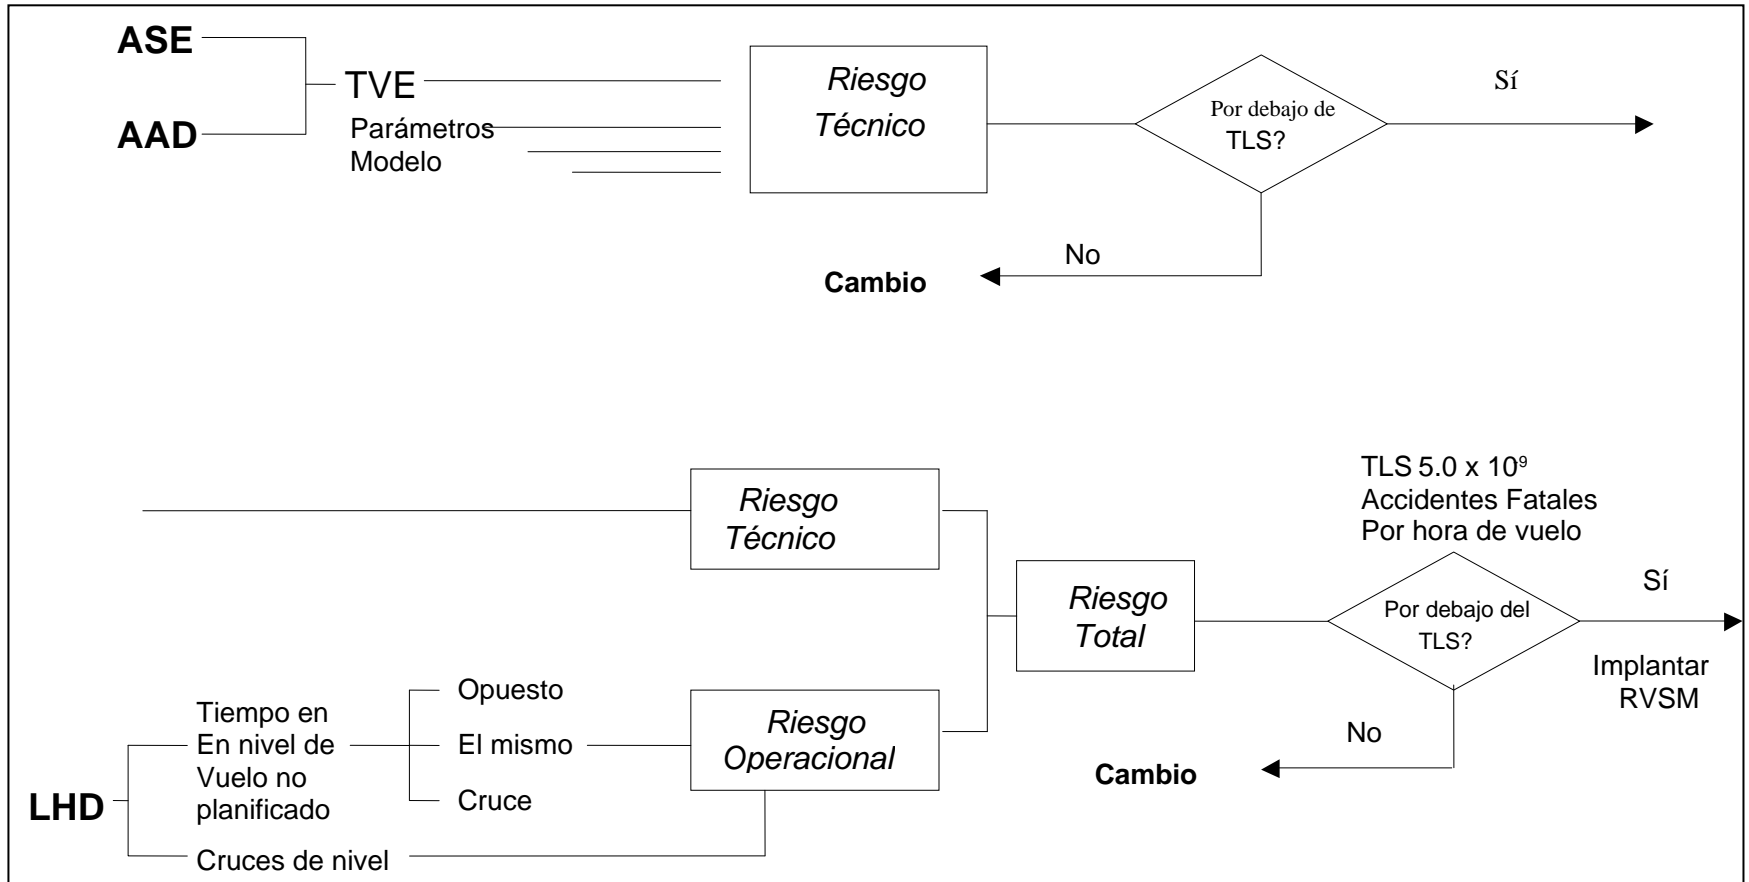 ASE
TVE
AAD
Parámetros
Modelo
Riesgo
Técnico
Por debajo de
TLS?
Sí
No
Cambio
Riesgo
Técnico
TLS 5.0 x 10⁹
Accidentes Fatales
Por hora de vuelo
Riesgo
Total
Por debajo del
TLS?
Sí
Implantar
RVSM
No
Cambio
LHD
Tiempo en
En nivel de
Vuelo no
planificado
Opuesto
El mismo
Cruce
Riesgo
Operacional
Cruces de nivel